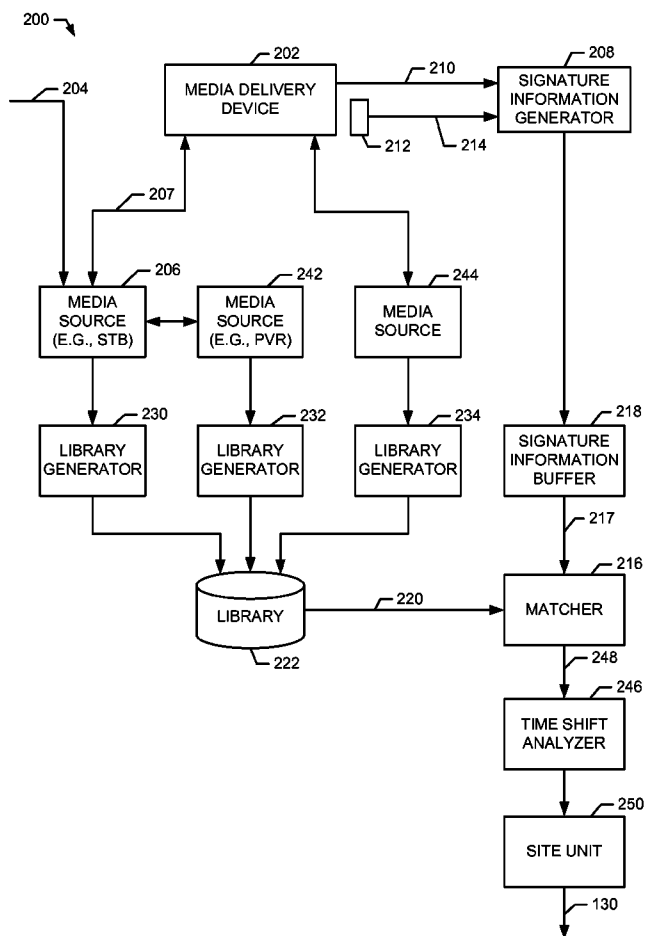 200
202
208
204
MEDIA DELIVERY
DEVICE
210
SIGNATURE
INFORMATION
GENERATOR
212
214
207
206
242
244
MEDIA
SOURCE
(E.G., STB)
MEDIA
SOURCE
(E.G., PVR)
MEDIA
SOURCE
230
232
234
218
LIBRARY
GENERATOR
LIBRARY
GENERATOR
LIBRARY
GENERATOR
SIGNATURE
INFORMATION
BUFFER
217
216
LIBRARY
220
MATCHER
222
248
246
TIME SHIFT
ANALYZER
250
SITE UNIT
130